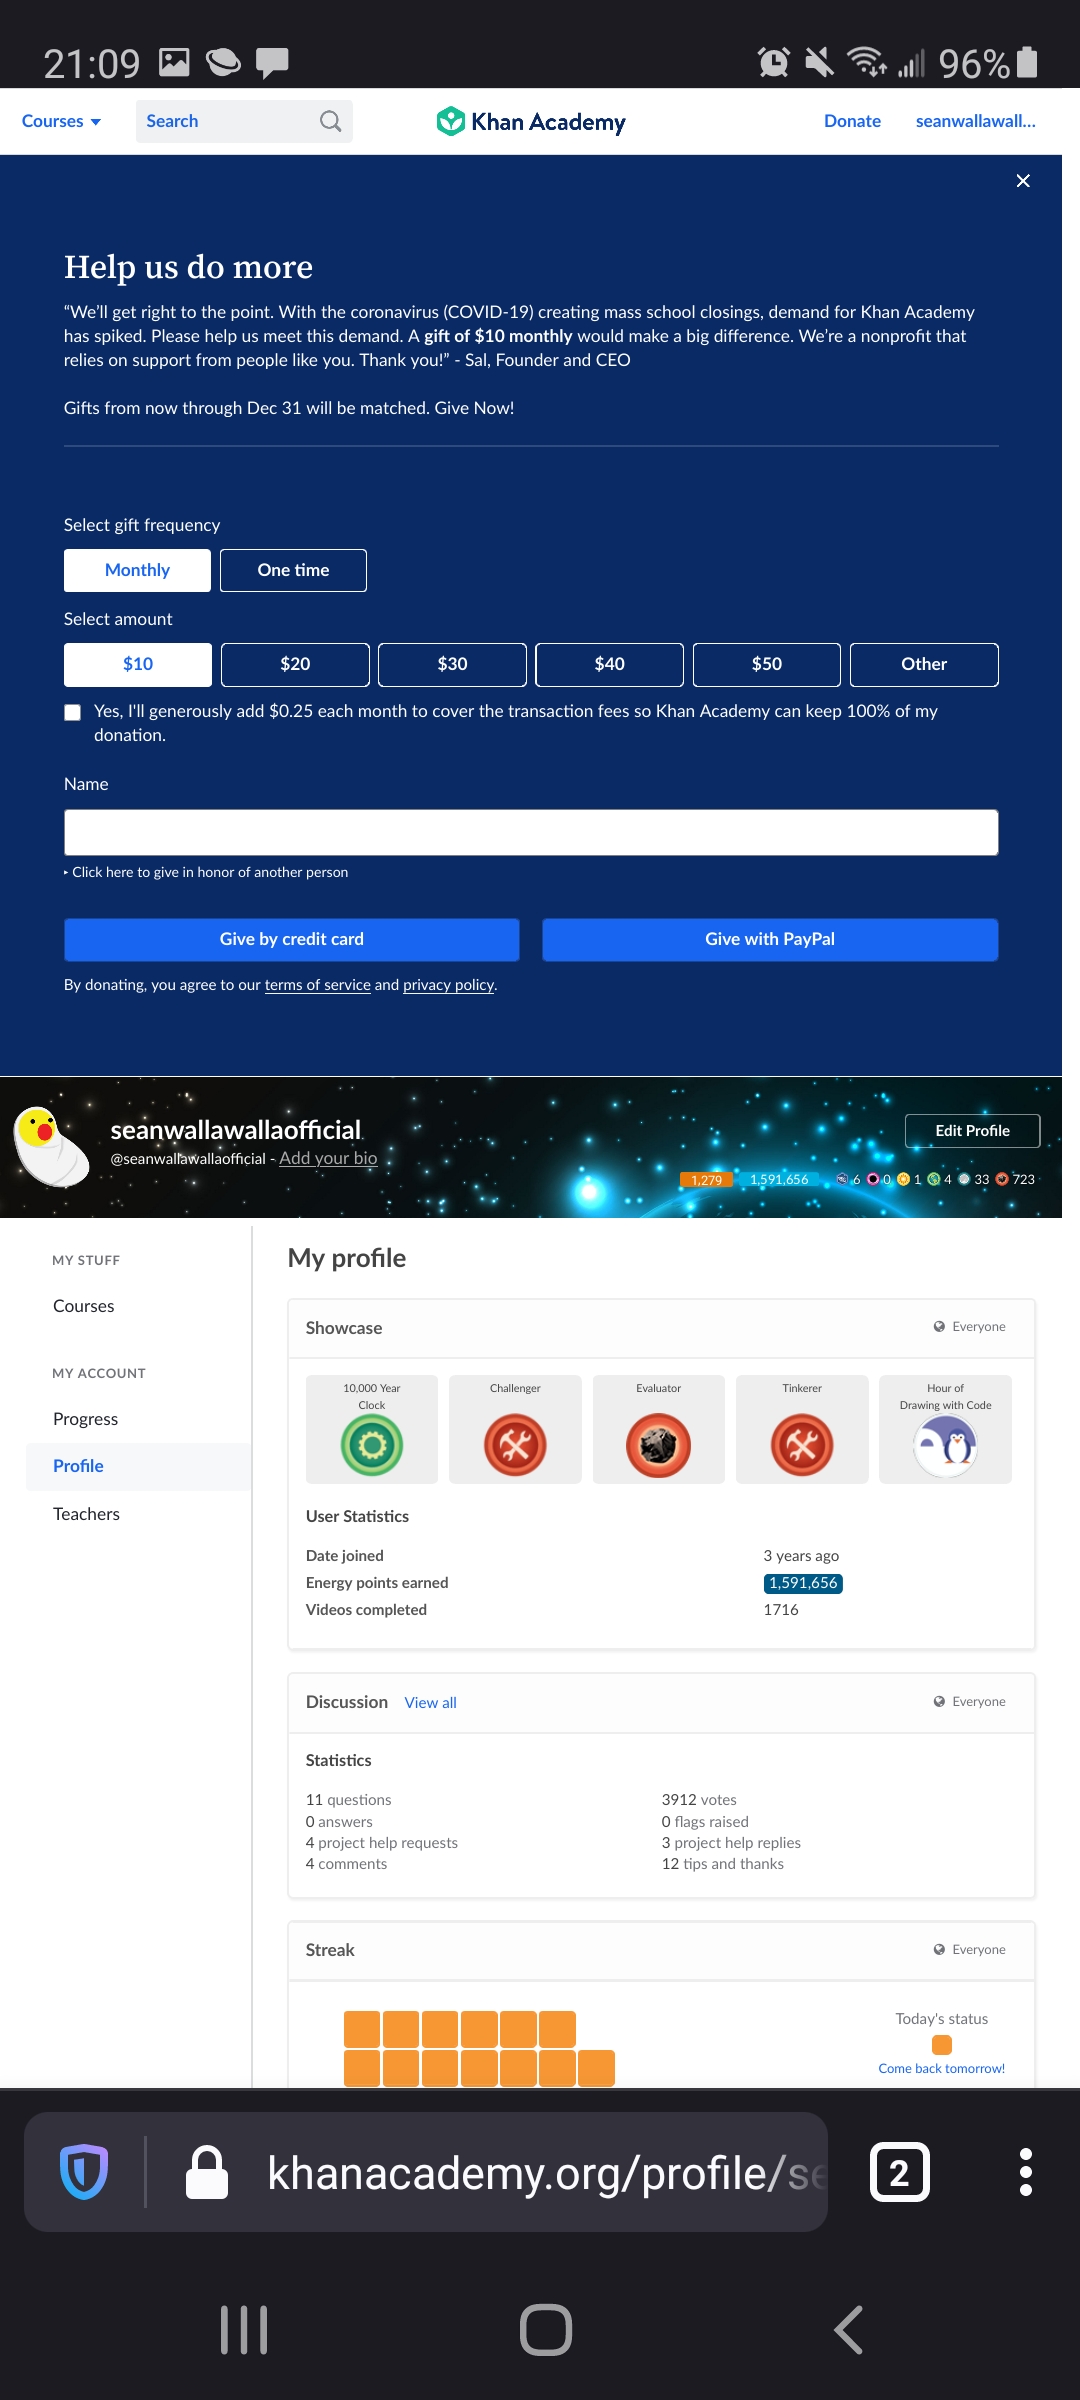 21:09
96%
Courses
Search
Khan Academy
Donate
seanwallawall...
Help us do more
“We’ll get right to the point. With the coronavirus (COVID-19) creating mass school closings, demand for Khan Academy
has spiked. Please help us meet this demand. A gift of $10 monthly would make a big difference. We’re a nonprofit that
relies on support from people like you. Thank you!” - Sal, Founder and CEO
Gifts from now through Dec 31 will be matched. Give Now!
Select gift frequency
Monthly
One time
Select amount
$10
$20
$30
$40
$50
Other
Yes, I'll generously add $0.25 each month to cover the transaction fees so Khan Academy can keep 100% of my
donation.
Name
Click here to give in honor of another person
Give by credit card
Give with PayPal
By donating, you agree to our terms of service and privacy policy.
seanwallawallaofficial
@seanwallawallaofficial - Add your bio
Edit Profile
1,279
1,591,656
6 0 1 4 33 723
MY STUFF
Courses
MY ACCOUNT
Progress
Profile
Teachers
My profile
Showcase
Everyone
10,000 Year
Clock
Challenger
Evaluator
Tinkerer
Hour of
Drawing with Code
User Statistics
Date joined
3 years ago
Energy points earned
1,591,656
Videos completed
1716
Discussion
View all
Everyone
Statistics
11 questions
3912 votes
0 answers
0 flags raised
4 project help requests
3 project help replies
4 comments
12 tips and thanks
Streak
Everyone
Today's status
Come back tomorrow!
khanacademy.org/profile/se
2